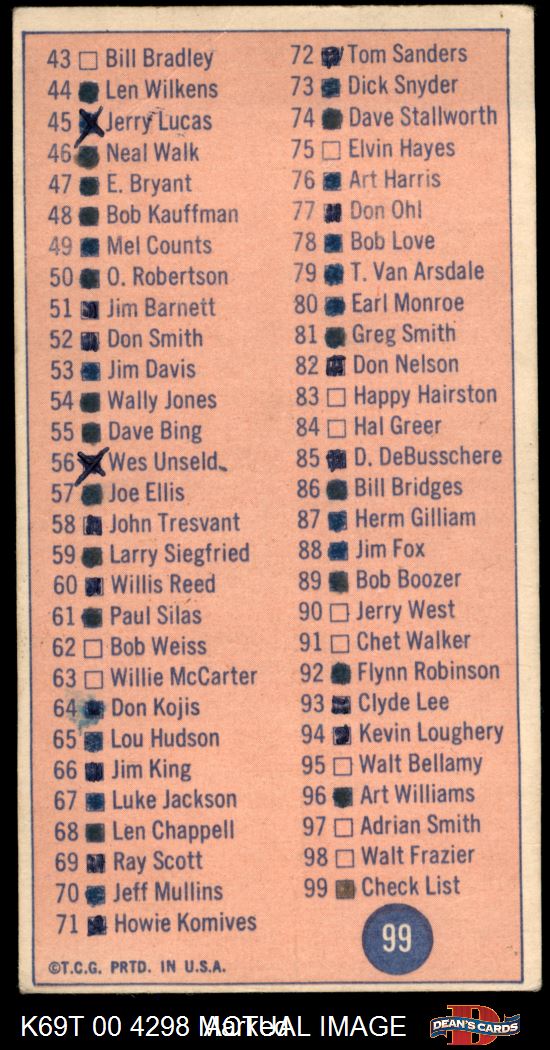 43 Bill Bradley
44 Len Wilkens
45 Jerry Lucas
46 Neal Walk
47 E. Bryant
48 Bob Kauffman
49 Mel Counts
50 O. Robertson
51 Jim Barnett
52 Don Smith
53 Jim Davis
54 Wally Jones
55 Dave Bing
56 Wes Unseld
57 Joe Ellis
58 John Tresvant
59 Larry Siegfried
60 Willis Reed
61 Paul Silas
62 Bob Weiss
63 Willie McCarter
64 Don Kojis
65 Lou Hudson
66 Jim King
67 Luke Jackson
68 Len Chappell
69 Ray Scott
70 Jeff Mullins
71 Howie Komives
72 Tom Sanders
73 Dick Snyder
74 Dave Stallworth
75 Elvin Hayes
76 Art Harris
77 Don Ohl
78 Bob Love
79 T. Van Arsdale
80 Earl Monroe
81 Greg Smith
82 Don Nelson
83 Happy Hairston
84 Hal Greer
85 D. DeBusschere
86 Bill Bridges
87 Herm Gilliam
88 Jim Fox
89 Bob Boozer
90 Jerry West
91 Chet Walker
92 Flynn Robinson
93 Clyde Lee
94 Kevin Loughery
95 Walt Bellamy
96 Art Williams
97 Adrian Smith
98 Walt Frazier
99 Check List
99
©T.C.G. PRTD. IN U.S.A.
K69T 00 4298 Marked ACTUAL IMAGE
DEAN'S CARDS